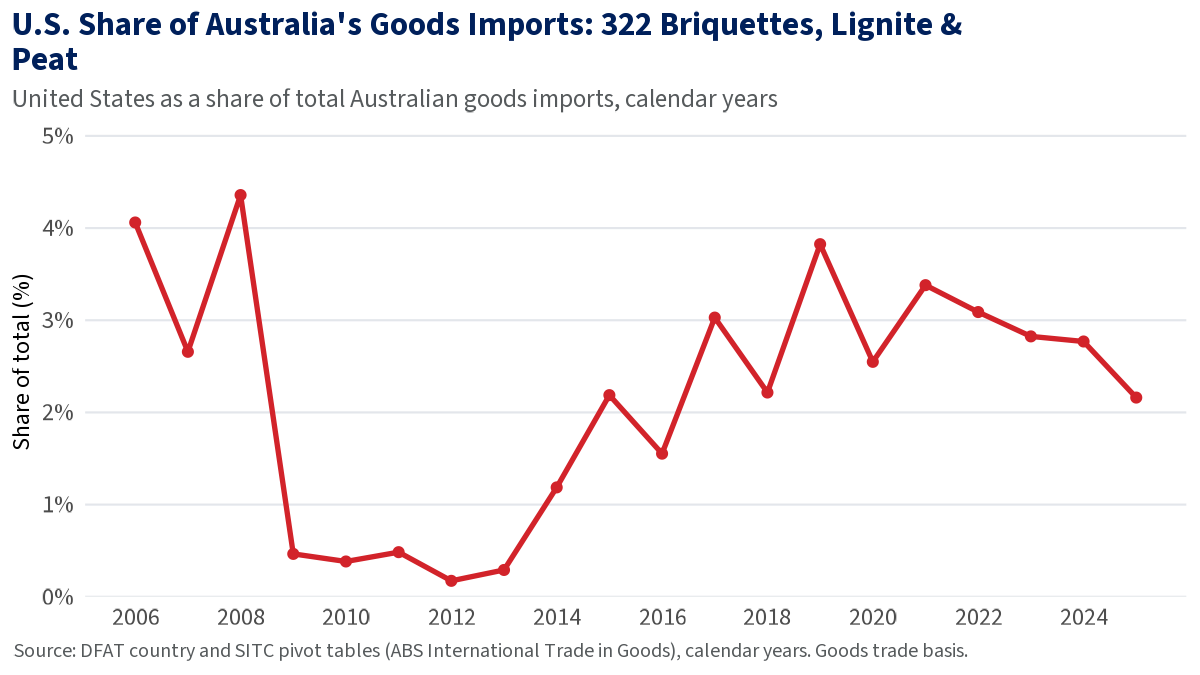 U.S. Share of Australia's Goods Imports: 322 Briquettes, Lignite &
Peat
United States as a share of total Australian goods imports, calendar years
Share of total (%)
5%
4%
3%
2%
1%
0%
2006 2008 2010 2012 2014 2016 2018 2020 2022 2024
Source: DFAT country and SITC pivot tables (ABS International Trade in Goods), calendar years. Goods trade basis.